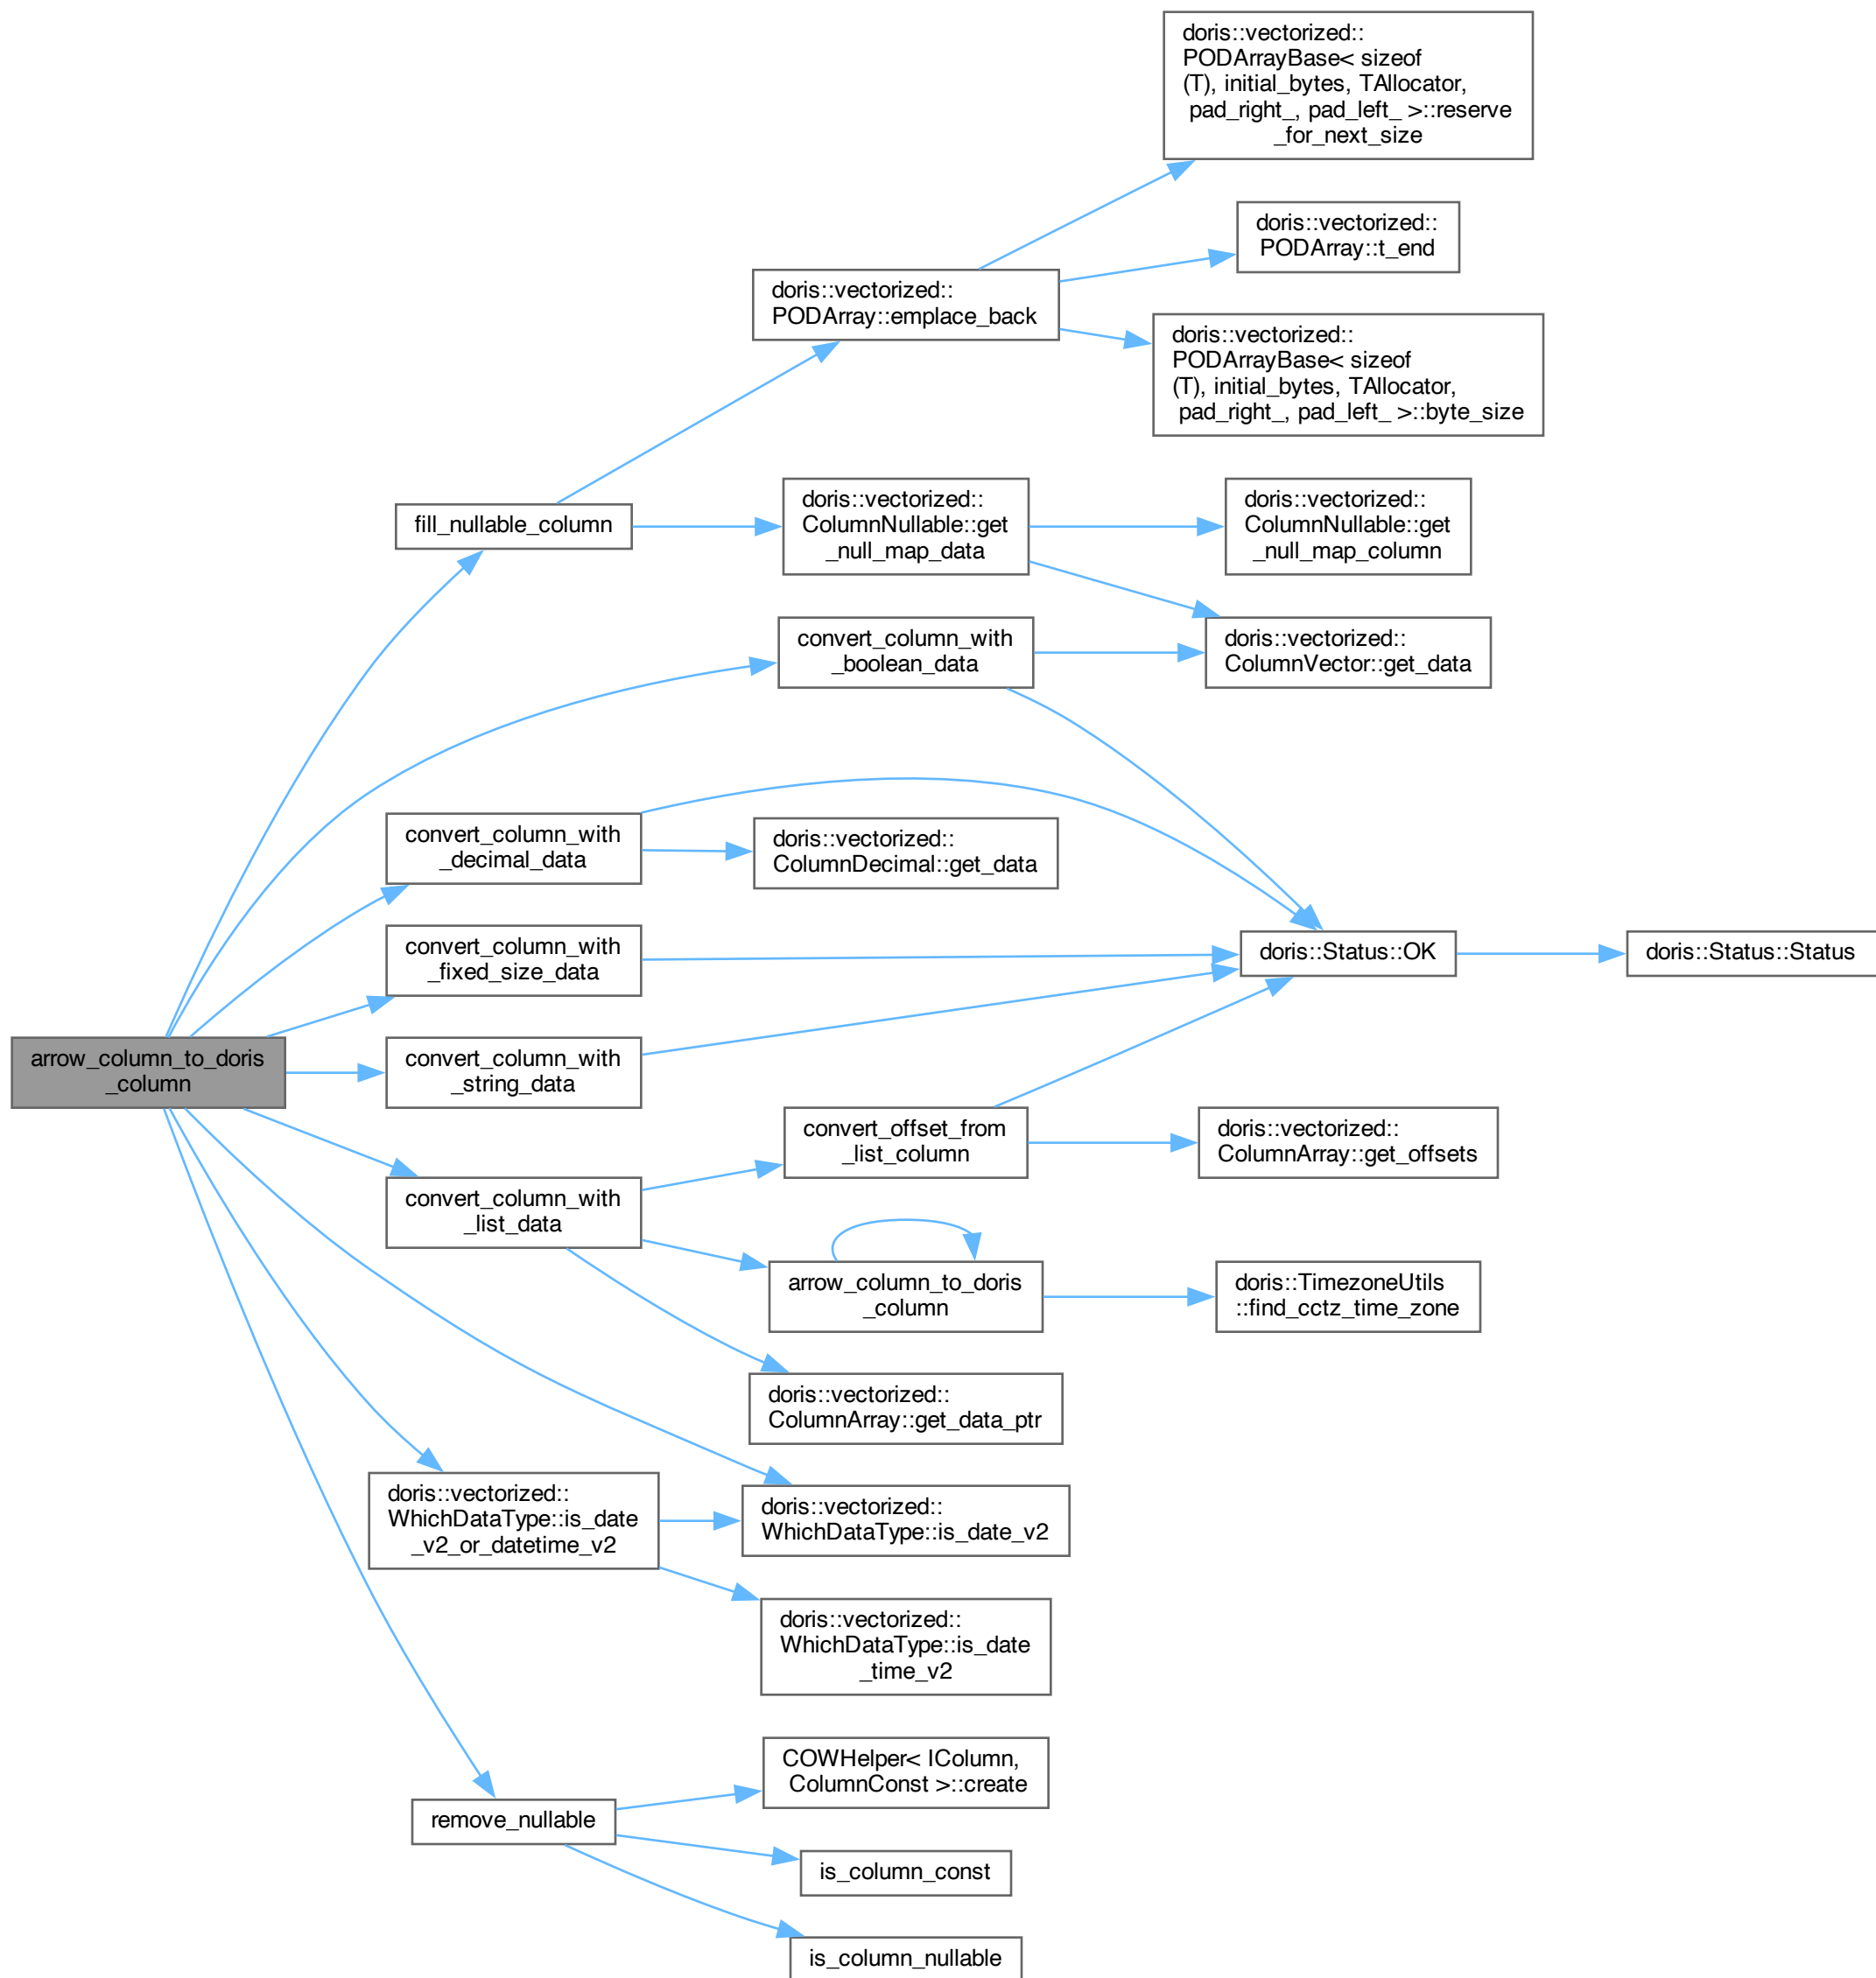 doris::vectorized::
PODArrayBase< sizeof
(T), initial_bytes, TAllocator,
pad_right_, pad_left_ >::reserve
_for_next_size
doris::vectorized::
PODArray::t_end
doris::vectorized::
PODArray::emplace_back
doris::vectorized::
PODArrayBase< sizeof
(T), initial_bytes, TAllocator,
pad_right_, pad_left_ >::byte_size
fill_nullable_column
doris::vectorized::
ColumnNullable::get
_null_map_data
doris::vectorized::
ColumnNullable::get
_null_map_column
convert_column_with
_boolean_data
doris::vectorized::
ColumnVector::get_data
convert_column_with
_decimal_data
doris::vectorized::
ColumnDecimal::get_data
convert_column_with
_fixed_size_data
doris::Status::OK
doris::Status::Status
arrow_column_to_doris
_column
convert_column_with
_string_data
convert_offset_from
_list_column
doris::vectorized::
ColumnArray::get_offsets
convert_column_with
_list_data
arrow_column_to_doris
_column
doris::TimezoneUtils
::find_cctz_time_zone
doris::vectorized::
ColumnArray::get_data_ptr
doris::vectorized::
WhichDataType::is_date
_v2_or_datetime_v2
doris::vectorized::
WhichDataType::is_date_v2
doris::vectorized::
WhichDataType::is_date
_time_v2
COWHelper< IColumn,
ColumnConst >::create
remove_nullable
is_column_const
is_column_nullable